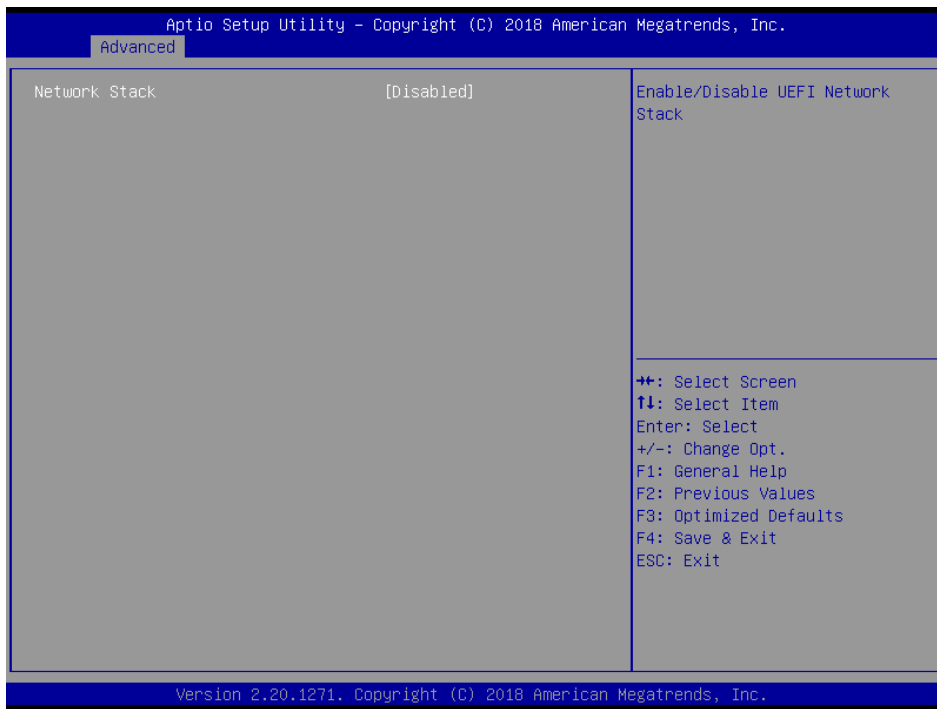 Aptio Setup Utility – Copyright (C) 2018 American Megatrends, Inc.
Advanced
Network Stack [Disabled]
Enable/Disable UEFI Network
Stack
→←: Select Screen
↑↓: Select Item
Enter: Select
+/-: Change Opt.
F1: General Help
F2: Previous Values
F3: Optimized Defaults
F4: Save & Exit
ESC: Exit
Version 2.20.1271. Copyright (C) 2018 American Megatrends, Inc.